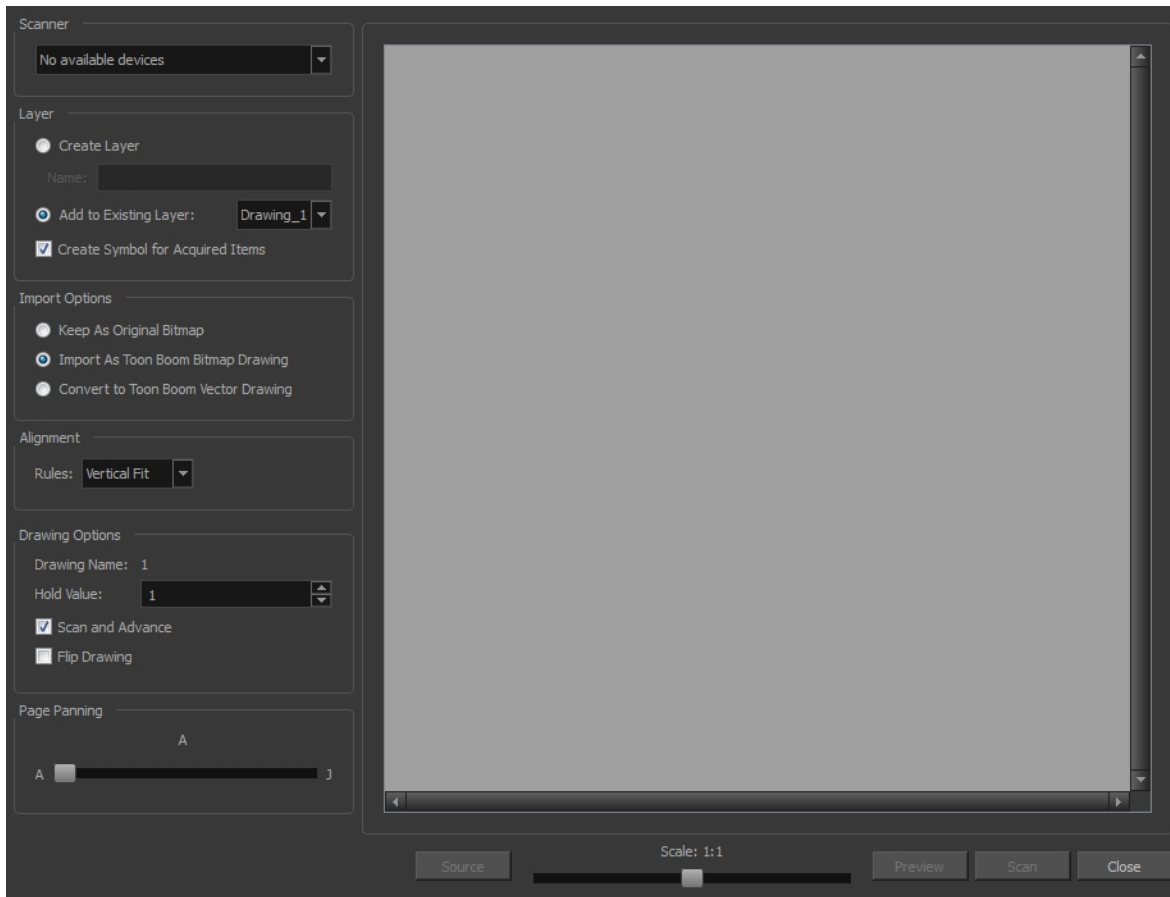 Scanner
No available devices
Layer
Create Layer
Name:
Add to Existing Layer: Drawing_1
Create Symbol for Acquired Items
Import Options
Keep As Original Bitmap
Import As Toon Boom Bitmap Drawing
Convert to Toon Boom Vector Drawing
Alignment
Rules: Vertical Fit
Drawing Options
Drawing Name: 1
Hold Value: 1
Scan and Advance
Flip Drawing
Page Panning
A
A J
Scale: 1:1
Source Preview Scan Close